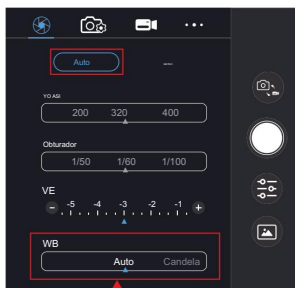 Auto
YO ASI
200 320 400
Obturador
1/50 1/60 1/100
VE
- -5 -4 -3 -2 -1 +
WB
Auto Candela